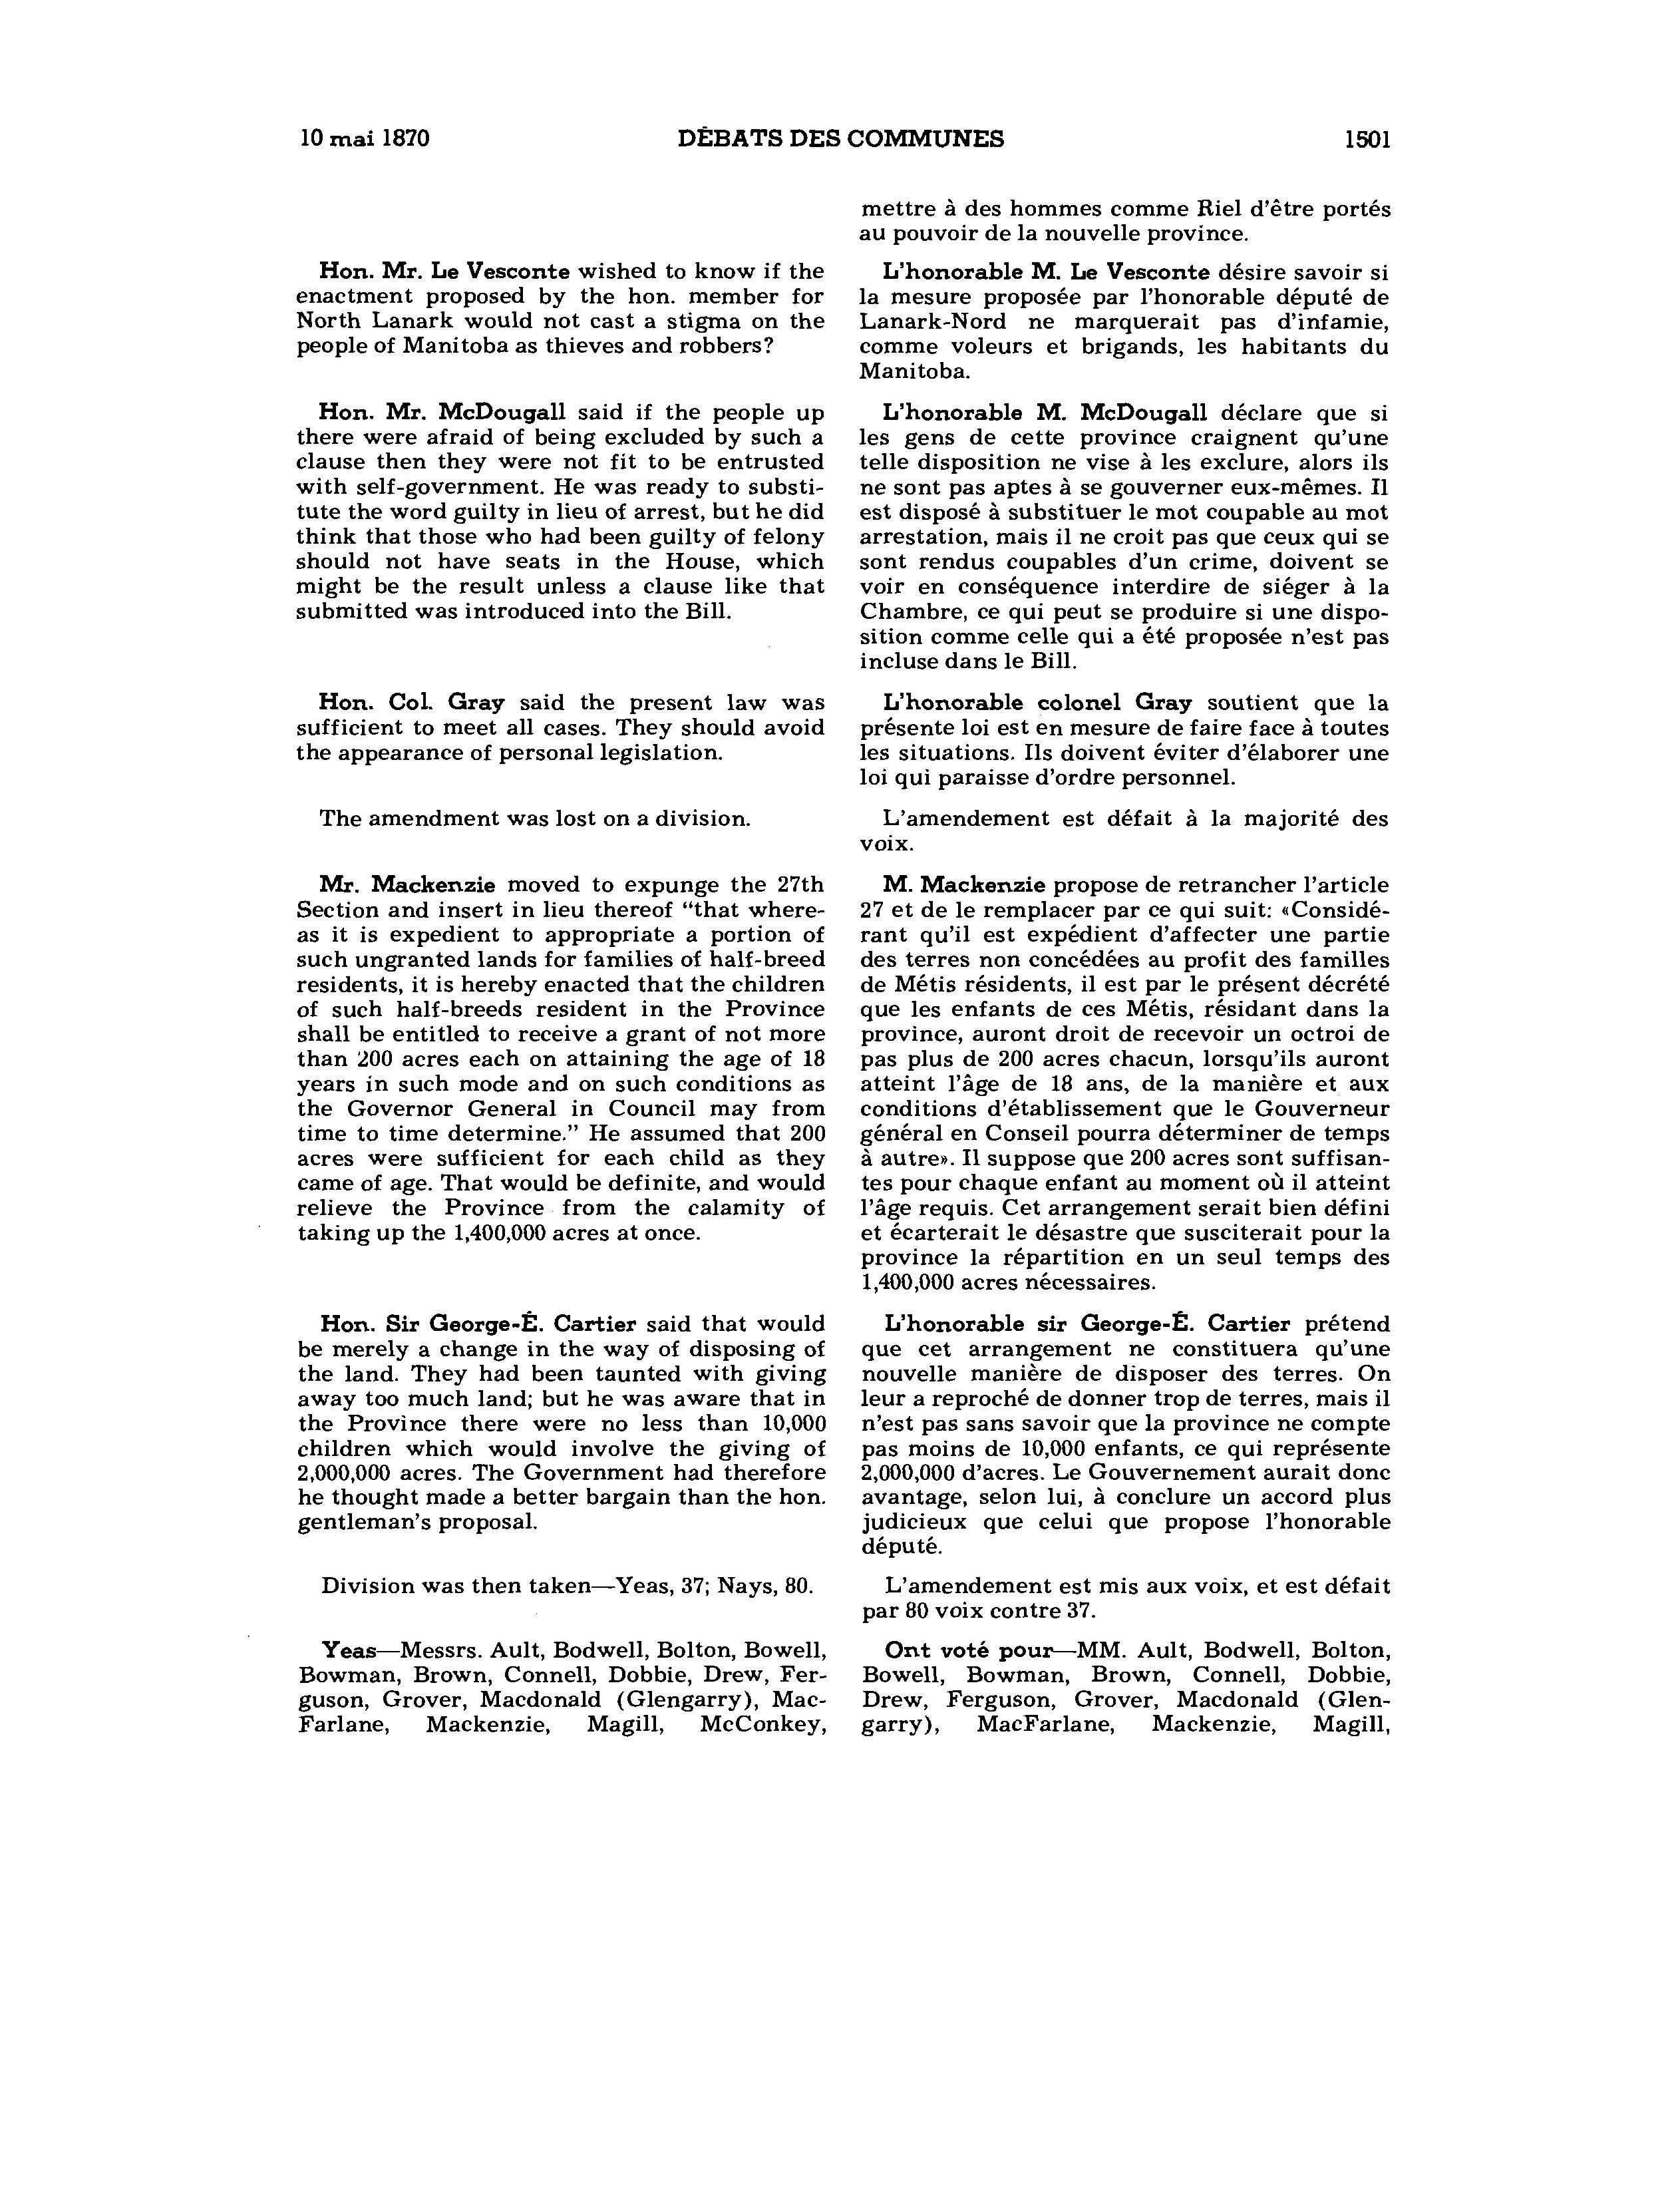 10 mai 1870 DÉBATS DES COMMUNES 1501
Hon. Mr. Le Vesconte wished to know if the
enactment proposed by the hon. member for
North Lanark would not cast a stigma on the
people of Manitoba as thieves and robbers?
Hon. Mr. McDougall said if the people up
there were afraid of being excluded by such a
clause then they were not fit to be entrusted
with self-government. He was ready to substi-
tute the word guilty in lieu of arrest, but he did
think that those who had been guilty of felony
should not have seats in the House, which
might be the result unless a clause like that
submitted was introduced into the Bill.
Hon. Col. Gray said the present law was
sufficient to meet all cases. They should avoid
the appearance of personal legislation.
The amendment was lost on a division.
Mr. Mackenzie moved to expunge the 27th
Section and insert in lieu thereof “that where-
as it is expedient to appropriate a portion of
such ungranted lands for families of half-breed
residents, it is hereby enacted that the children
of such half-breeds resident in the Province
shall be entitled to receive a grant of not more
than 200 acres each on attaining the age of 18
years in such mode and on such conditions as
the Governor General in Council may from
time to time determine.” He assumed that 200
acres were sufficient for each child as they
came of age. That would be definite, and would
relieve the Province from the calamity of
taking up the 1,400,000 acres at once.
Hon. Sir George-É. Cartier said that would
be merely a change in the way of disposing of
the land. They had been taunted with giving
away too much land; but he was aware that in
the Province there were no less than 10,000
children which would involve the giving of
2,000,000 acres. The Government had therefore
he thought made a better bargain than the hon.
gentleman's proposal.
Division was then taken—Yeas, 37; Nays, 80.
Yeas—Messrs. Ault, Bodwell, Bolton, Bowell,
Bowman, Brown, Connell, Dobbie, Drew, Fer-
guson, Grover, Macdonald (Glengarry), Mac-
Farlane, Mackenzie, Magill, McConkey,
mettre à des hommes comme Riel d'être portés
au pouvoir de la nouvelle province.
L'honorable M. Le Vesconte désire savoir si
la mesure proposée par l'honorable député de
Lanark-Nord ne marquerait pas d'infamie,
comme voleurs et brigands, les habitants du
Manitoba.
L'honorable M. McDougall déclare que si
les gens de cette province craignent qu'une
telle disposition ne vise à les exclure, alors ils
ne sont pas aptes à se gouverner eux-mêmes. Il
est disposé à substituer le mot coupable au mot
arrestation, mais il ne croit pas que ceux qui se
sont rendus coupables d'un crime, doivent se
voir en conséquence interdire de siéger à la
Chambre, ce qui peut se produire si une dispo-
sition comme celle qui a été proposée n'est pas
incluse dans le Bill.
L'honorable colonel Gray soutient que la
présente loi est en mesure de faire face à toutes
les situations. Ils doivent éviter d'élaborer une
loi qui paraisse d'ordre personnel.
L'amendement est défait à la majorité des
voix.
M. Mackenzie propose de retrancher l'article
27 et de le remplacer par ce qui suit: «Considé-
rant qu'il est expédient d'affecter une partie
des terres non concédées au profit des familles
de Métis résidents, il est par le présent décrété
que les enfants de ces Métis, résidant dans la
province, auront droit de recevoir un octroi de
pas plus de 200 acres chacun, lorsqu'ils auront
atteint l'âge de 18 ans, de la manière et aux
conditions d'établissement que le Gouverneur
général en Conseil pourra déterminer de temps
à autre». Il suppose que 200 acres sont suffisan-
tes pour chaque enfant au moment où il atteint
l'âge requis. Cet arrangement serait bien défini
et écarterait le désastre que susciterait pour la
province la répartition en un seul temps des
1,400,000 acres nécessaires.
L'honorable sir George-É. Cartier prétend
que cet arrangement ne constituera qu'une
nouvelle manière de disposer des terres. On
leur a reproché de donner trop de terres, mais il
n'est pas sans savoir que la province ne compte
pas moins de 10,000 enfants, ce qui représente
2,000,000 d'acres. Le Gouvernement aurait donc
avantage, selon lui, à conclure un accord plus
judicieux que celui que propose l'honorable
député.
L'amendement est mis aux voix, et est défait
par 80 voix contre 37.
Ont voté pour—MM. Ault, Bodwell, Bolton,
Bowell, Bowman, Brown, Connell, Dobbie,
Drew, Ferguson, Grover, Macdonald (Glen-
garry), MacFarlane, Mackenzie, Magill,